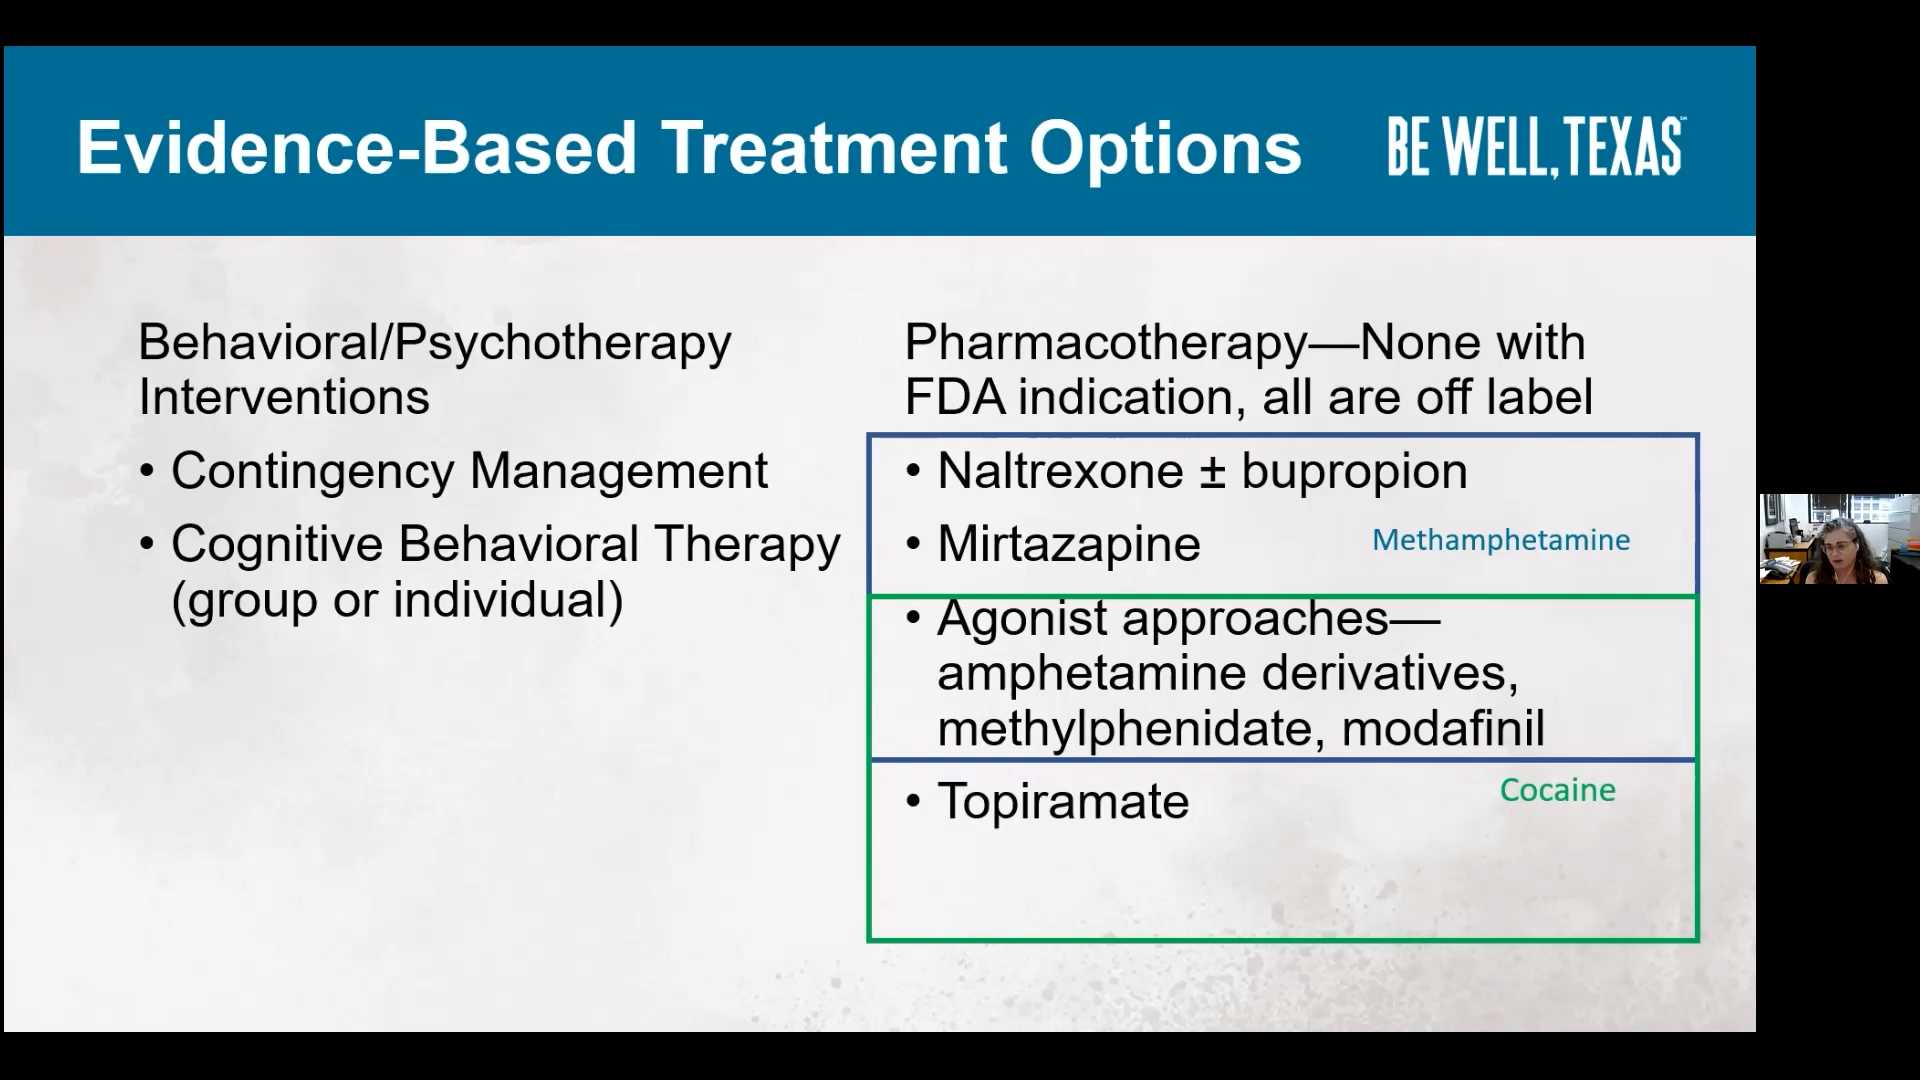 Evidence-Based Treatment Options
BE WELL, TEXAS℠
Behavioral/Psychotherapy
Interventions
• Contingency Management
• Cognitive Behavioral Therapy
(group or individual)
Pharmacotherapy—None with
FDA indication, all are off label
• Naltrexone ± bupropion
• Mirtazapine
Methamphetamine
• Agonist approaches—
amphetamine derivatives,
methylphenidate, modafinil
• Topiramate
Cocaine